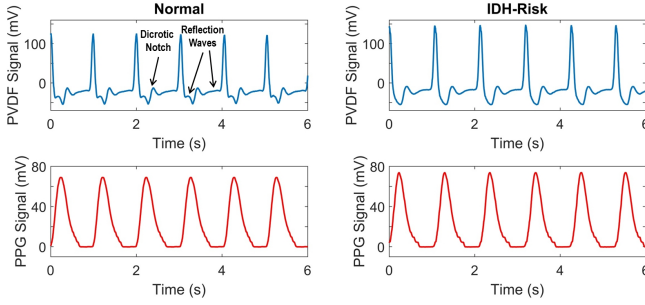 Normal
PVDF Signal (mV)
100
0
Dicrotic
Notch
Reflection
Waves
0 2 4 6
Time (s)
IDH-Risk
PVDF Signal (mV)
100
0
0 2 4 6
Time (s)
PPG Signal (mV)
80
40
0
0 2 4 6
Time (s)
PPG Signal (mV)
80
40
0
0 2 4 6
Time (s)